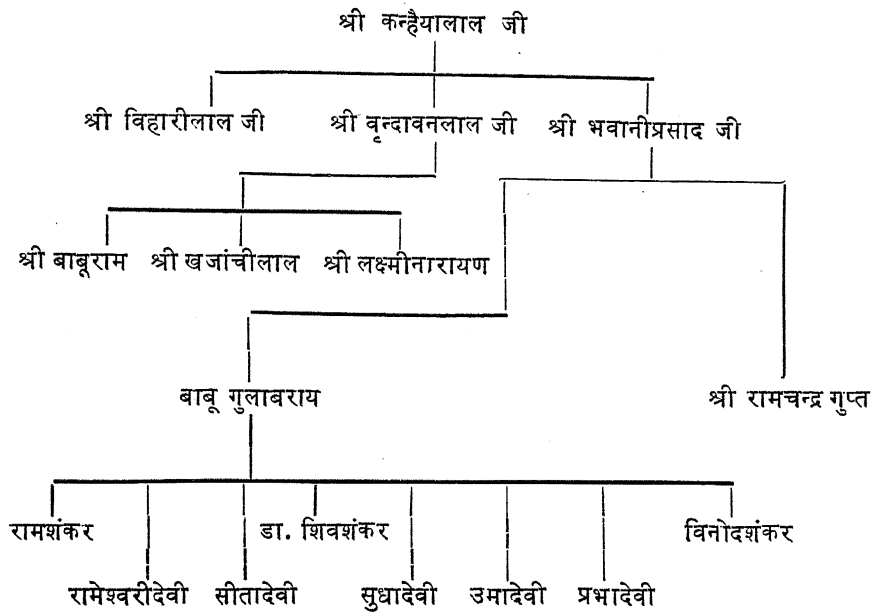 श्री कन्हैयालाल जी
श्री विहारीलाल जी श्री वृन्दावनलाल जी श्री भवानीप्रसाद जी
श्री बाबूराम श्री खजांचीलाल श्री लक्ष्मीनारायण
बाबू गुलाबराय श्री रामचन्द्र गुप्त
रामशंकर डा. शिवशंकर विनोदशंकर
रामेश्वरीदेवी सीतादेवी सुधादेवी उमादेवी प्रभादेवी